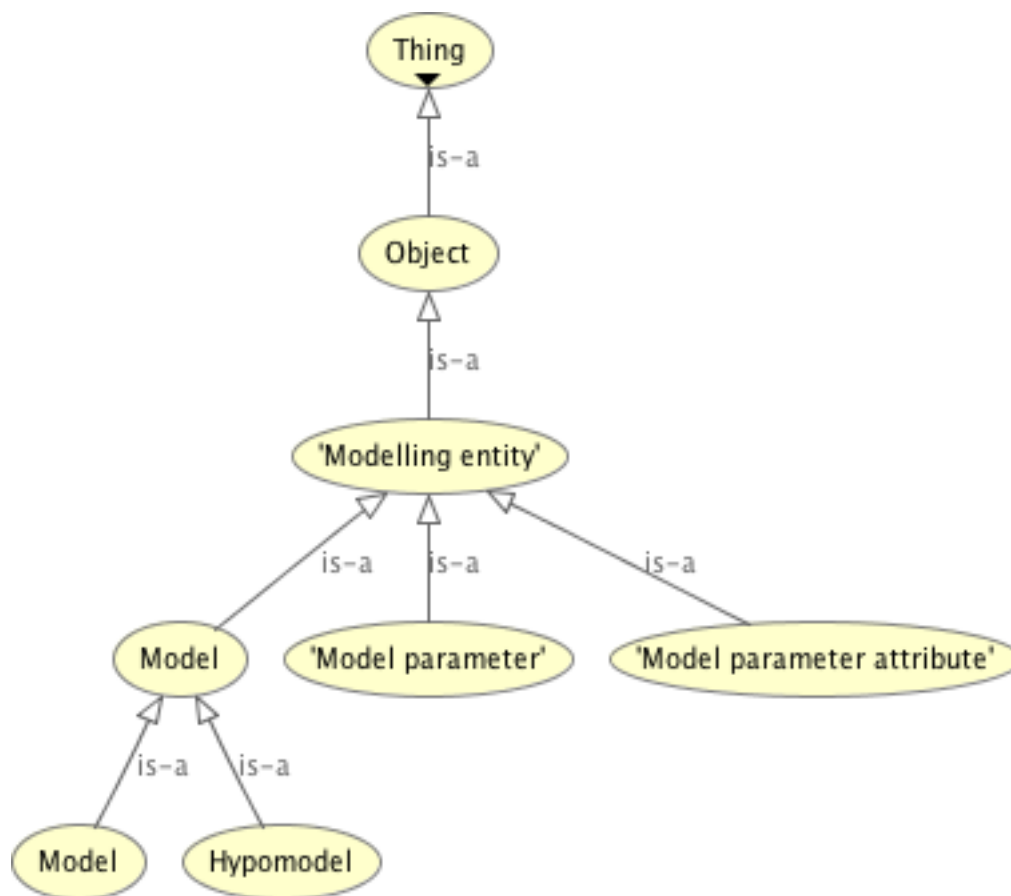 Thing
is-a
Object
is-a
'Modelling entity'
is-a
is-a
is-a
Model
'Model parameter'
'Model parameter attribute'
is-a
is-a
Model
Hypomodel